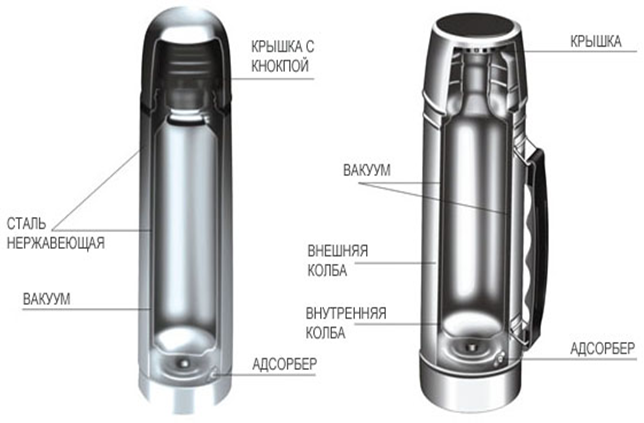 КРЫШКА С
КНОКПОЙ
СТАЛЬ
НЕРЖАВЕЮЩАЯ
ВАКУУМ
АДСОРБЕР
КРЫШКА
ВАКУУМ
ВНЕШНЯЯ
КОЛБА
ВНУТРЕННЯЯ
КОЛБА
АДСОРБЕР